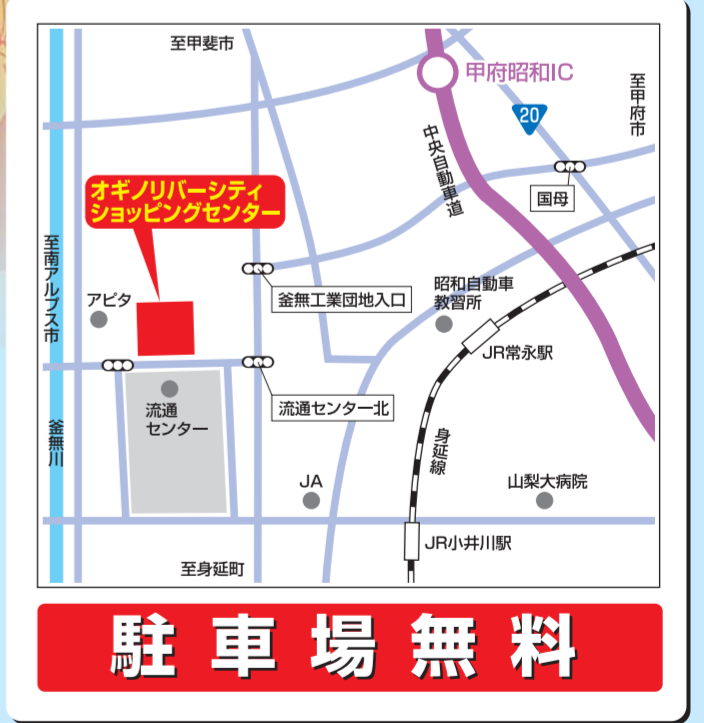 至甲斐市
甲府昭和IC
20
至甲府市
中央自動車道
国母
オギノリバーシティ
ショッピングセンター
至南アルプス市
釜無工業団地入口
昭和自動車
教習所
アピタ
JR常永駅
流通
センター
流通センター北
釜無川
身延線
JA
山梨大病院
JR小井川駅
至身延町
駐車場無料